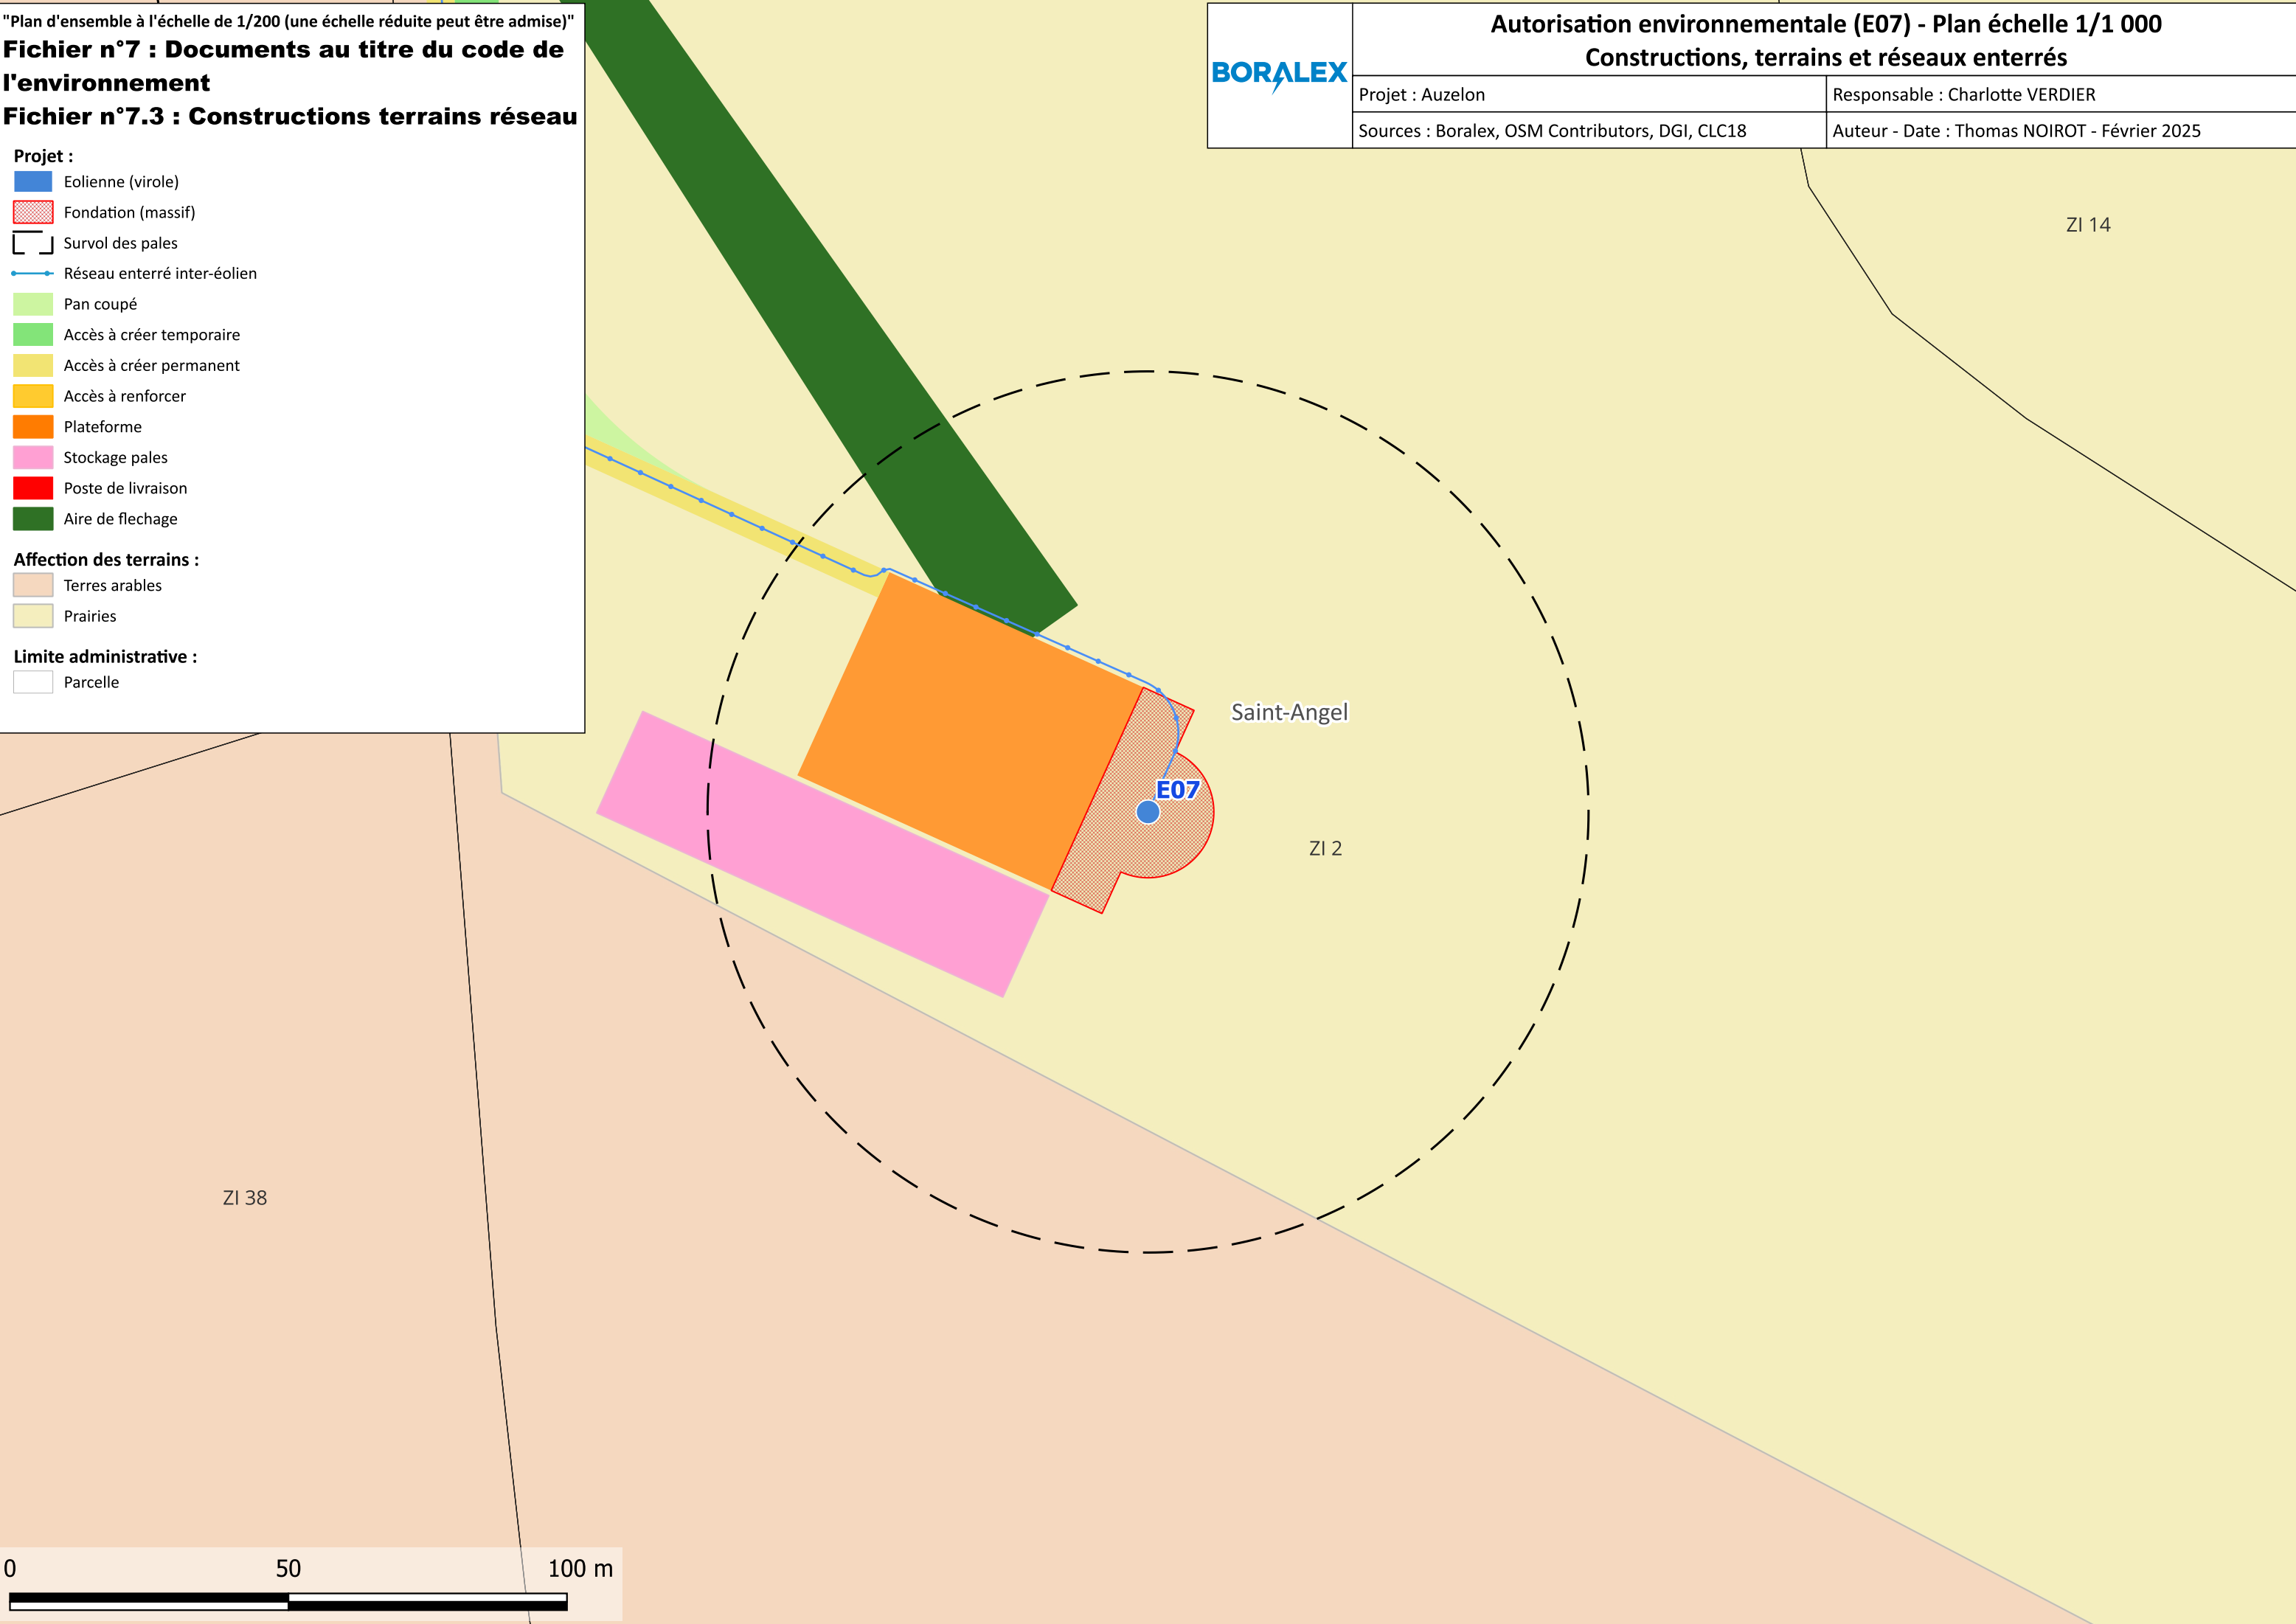 "Plan d'ensemble à l'échelle de 1/200 (une échelle réduite peut être admise)"
Fichier n°7 : Documents au titre du code de
l'environnement
Fichier n°7.3 : Constructions terrains réseau
Projet :
Eolienne (virole)
Fondation (massif)
Survol des pales
Réseau enterré inter-éolien
Pan coupé
Accès à créer temporaire
Accès à créer permanent
Accès à renforcer
Plateforme
Stockage pales
Poste de livraison
Aire de flechage
Affection des terrains :
Terres arables
Prairies
Limite administrative :
Parcelle
BORALEX
Autorisation environnementale (E07) - Plan échelle 1/1 000
Constructions, terrains et réseaux enterrés
Projet : Auzelon
Responsable : Charlotte VERDIER
Sources : Boralex, OSM Contributors, DGI, CLC18
Auteur - Date : Thomas NOIROT - Février 2025
ZI 14
Saint-Angel
E07
ZI 2
ZI 38
0 50 100 m